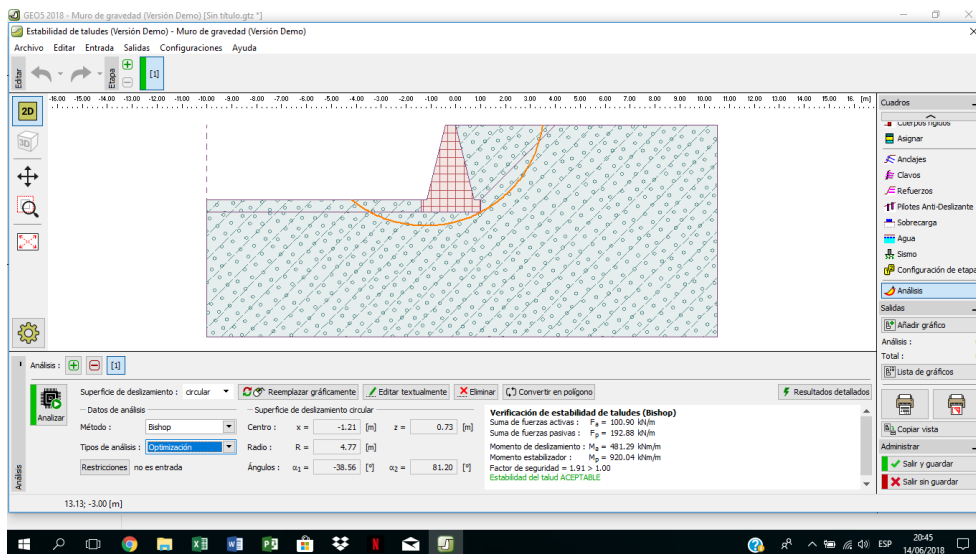 GEO5 2018 - Muro de gravedad (Versión Demo) [Sin título.gtz *]
Estabilidad de taludes (Versión Demo) - Muro de gravedad (Versión Demo)
Archivo Editar Entrada Salidas Configuraciones Ayuda
Editar
Etapa
[1]
-16.00 -15.00 -14.00 -13.00 -12.00 -11.00 -10.00 -9.00 -8.00 -7.00 -6.00 -5.00 -4.00 -3.00 -2.00 -1.00 0.00 1.00 2.00 3.00 4.00 5.00 6.00 7.00 8.00 9.00 10.00 11.00 12.00 13.00 14.00 15.00 16. [m]
2D
3D
Cuadros
Cuerpos rígidos
Asignar
Anclajes
Clavos
Refuerzos
Pilotes Anti-Deslizante
Sobrecarga
Agua
Sismo
Configuración de etapa
Análisis
Salidas
Añadir gráfico
Análisis :
Total :
Lista de gráficos
Copiar vista
Administrar
Salir y guardar
Salir sin guardar
Análisis : [1]
Analizar
Superficie de deslizamiento : circular
Reemplazar gráficamente
Editar textualmente
Eliminar
Convertir en polígono
Resultados detallados
Datos de análisis
Método : Bishop
Tipos de análisis : Optimización
Restricciones no es entrada
Superficie de deslizamiento circular
Centro : x = -1.21 [m] z = 0.73 [m]
Radio : R = 4.77 [m]
Ángulos : α1 = -38.56 [°] α2 = 81.20 [°]
Verificación de estabilidad de taludes (Bishop)
Suma de fuerzas activas : Fa = 100.90 kN/m
Suma de fuerzas pasivas : Fp = 192.88 kN/m
Momento de deslizamiento : Ma = 481.29 kNm/m
Momento estabilizador : Mp = 920.04 kNm/m
Factor de seguridad = 1.91 > 1.00
Estabilidad del talud ACEPTABLE
Análisis
13.13; -3.00 [m]
ESP
20:45
14/06/2018